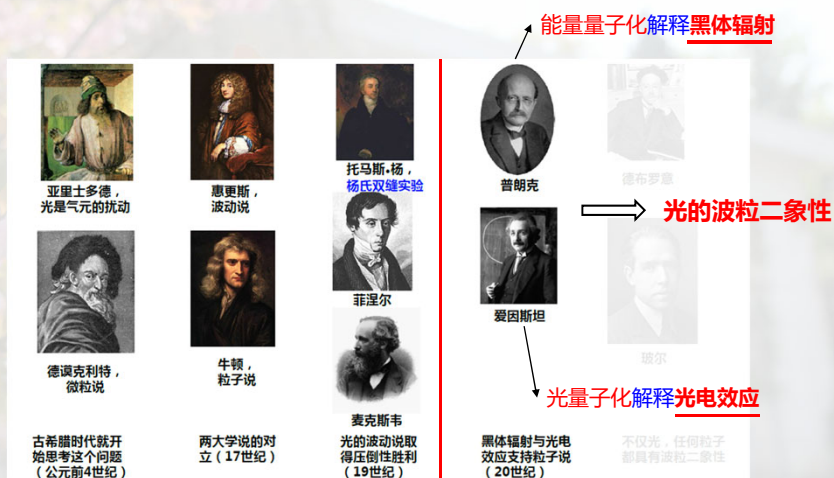 能量量子化解释黑体辐射
亚里士多德，
光是气元的扰动
惠更斯，
波动说
托马斯•杨，
杨氏双缝实验
普朗克
德布罗意
光的波粒二象性
菲涅尔
爱因斯坦
德谟克利特，
微粒说
牛顿，
粒子说
玻尔
麦克斯韦
光量子化解释光电效应
古希腊时代就开
始思考这个问题
（公元前4世纪）
两大学说的对
立（17世纪）
光的波动说取
得压倒性胜利
（19世纪）
黑体辐射与光电
效应支持粒子说
（20世纪）
不仅光，任何粒子
都具有波粒二象性